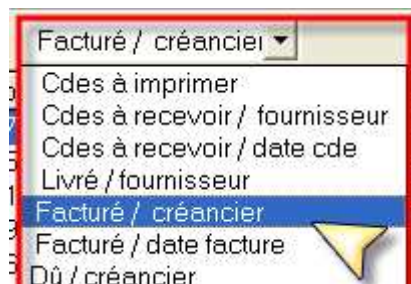 Facturé / créancier
Cdes à imprimer
Cdes à recevoir / fournisseur
Cdes à recevoir / date cde
Livré / fournisseur
Facturé / créancier
Facturé / date facture
Dû / créancier